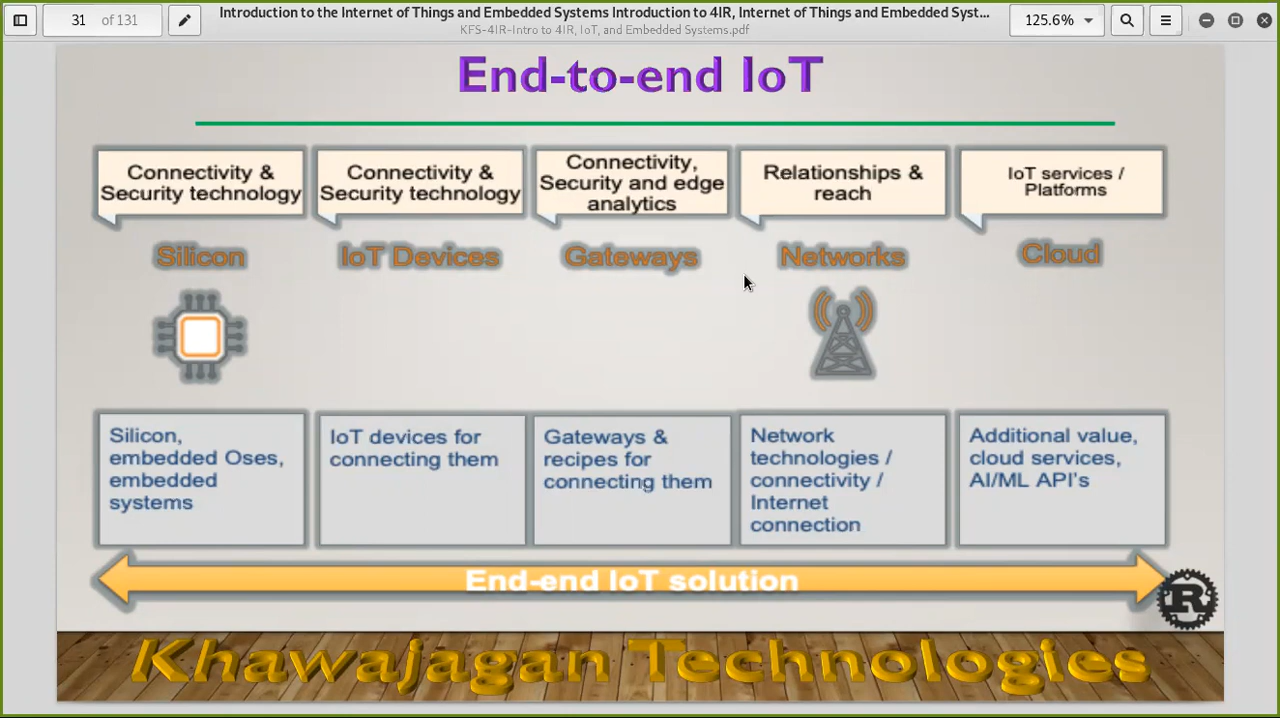 31 of 131
Introduction to the Internet of Things and Embedded Systems Introduction to 4IR, Internet of Things and Embedded Syst...
KFS-4IR-Intro to 4IR, IoT, and Embedded Systems.pdf
125.6%
End-to-end IoT
Connectivity &
Security technology
Connectivity &
Security technology
Connectivity,
Security and edge
analytics
Relationships &
reach
IoT services /
Platforms
Silicon
IoT Devices
Gateways
Networks
Cloud
Silicon,
embedded Oses,
embedded
systems
IoT devices for
connecting them
Gateways &
recipes for
connecting them
Network
technologies /
connectivity /
Internet
connection
Additional value,
cloud services,
AI/ML API's
End-end IoT solution
R
Khawajagan Technologies